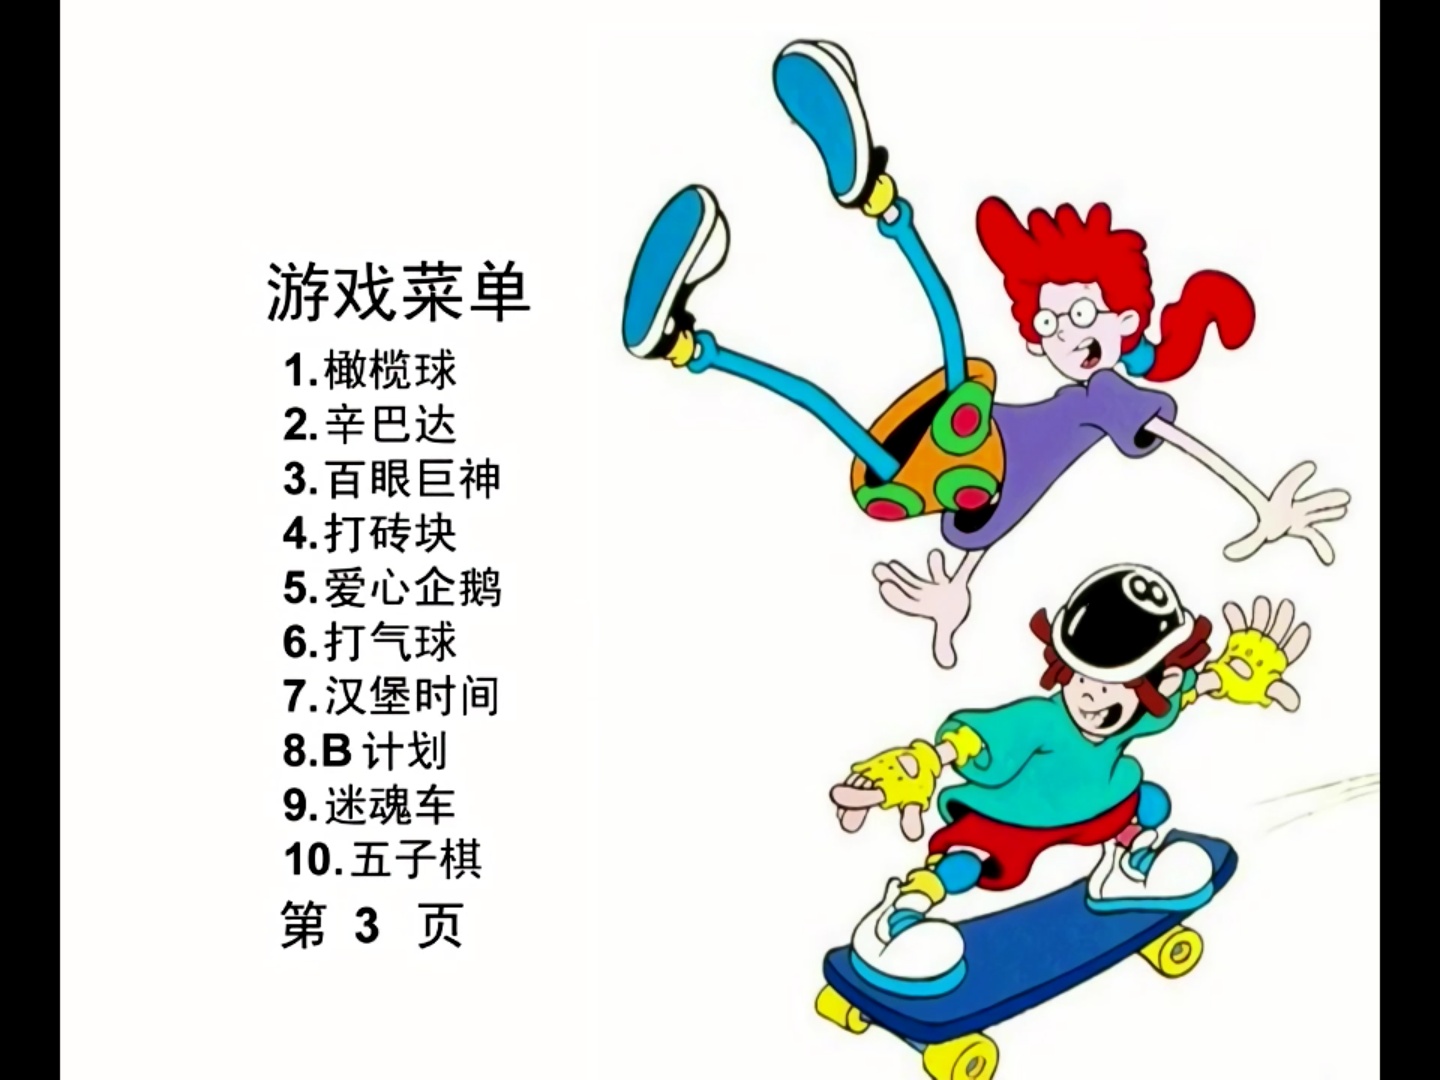 游戏菜单
1.橄榄球
2.辛巴达
3.百眼巨神
4.打砖块
5.爱心企鹅
6.打气球
7.汉堡时间
8.B 计划
9.迷魂车
10.五子棋
第 3 页
8